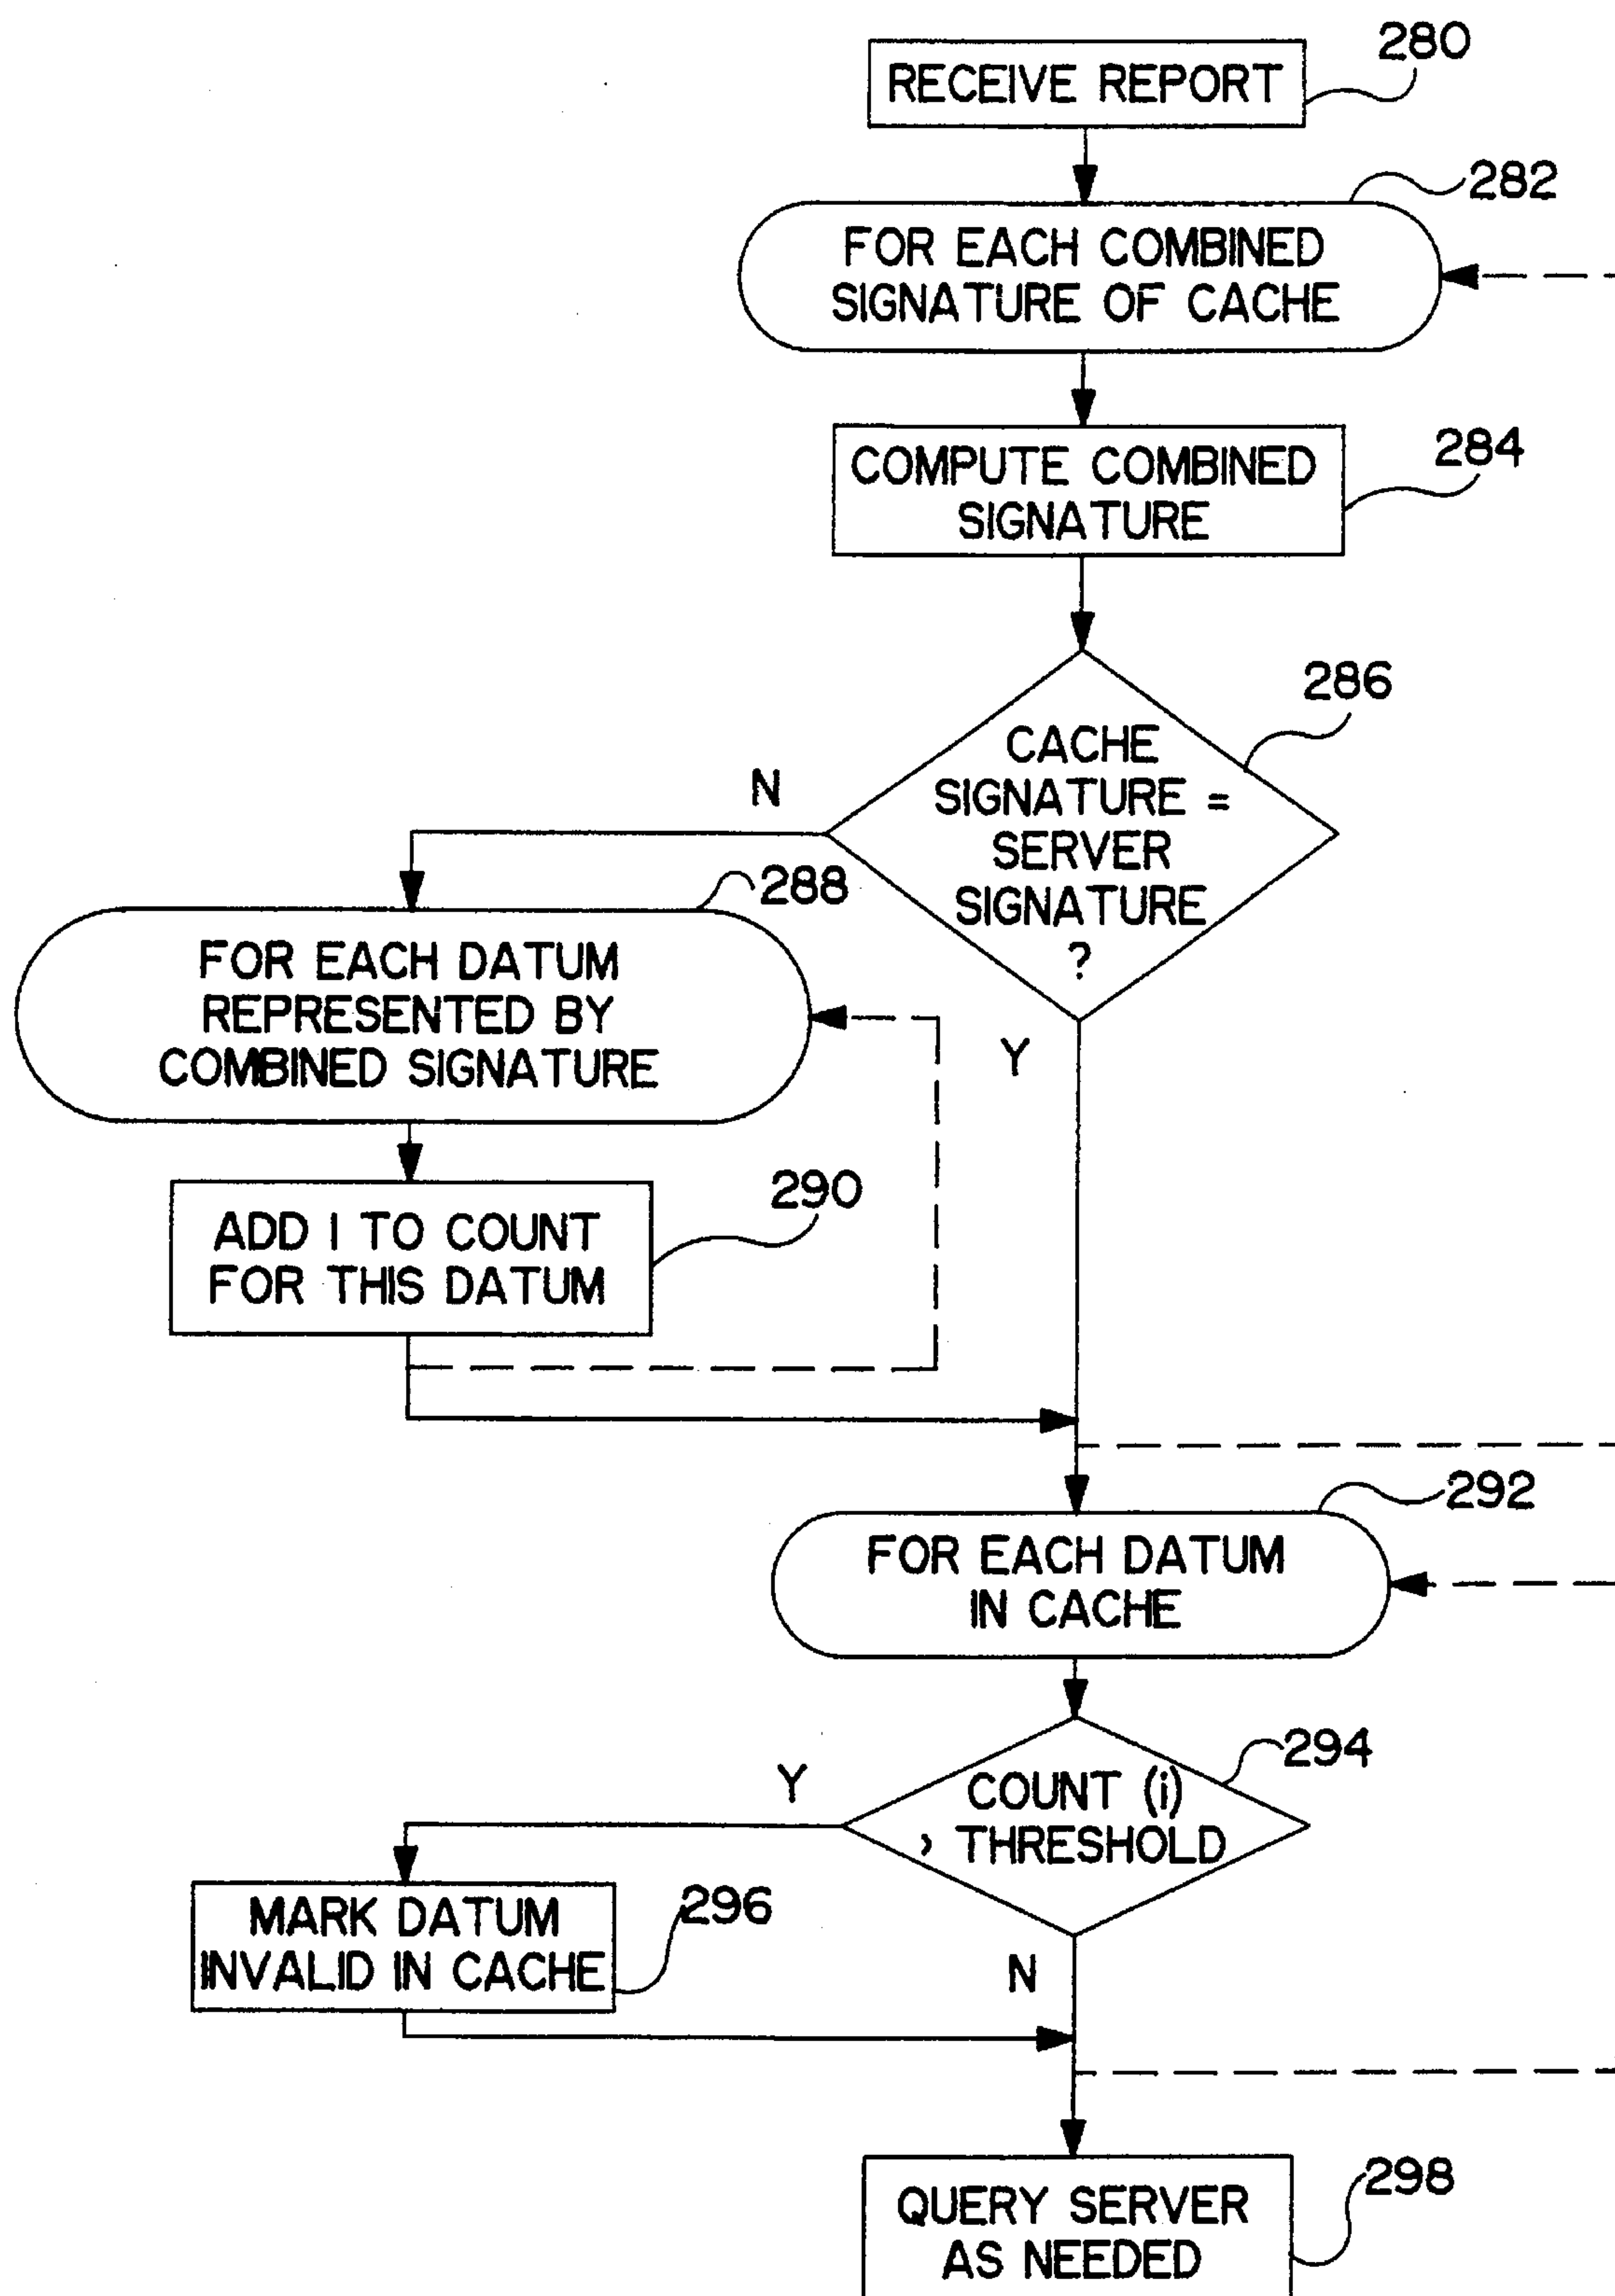 280
RECEIVE REPORT
282
FOR EACH COMBINED
SIGNATURE OF CACHE
284
COMPUTE COMBINED
SIGNATURE
286
CACHE
SIGNATURE =
SERVER
SIGNATURE
?
N
Y
288
FOR EACH DATUM
REPRESENTED BY
COMBINED SIGNATURE
290
ADD 1 TO COUNT
FOR THIS DATUM
292
FOR EACH DATUM
IN CACHE
294
COUNT (i)
> THRESHOLD
Y
N
296
MARK DATUM
INVALID IN CACHE
298
QUERY SERVER
AS NEEDED